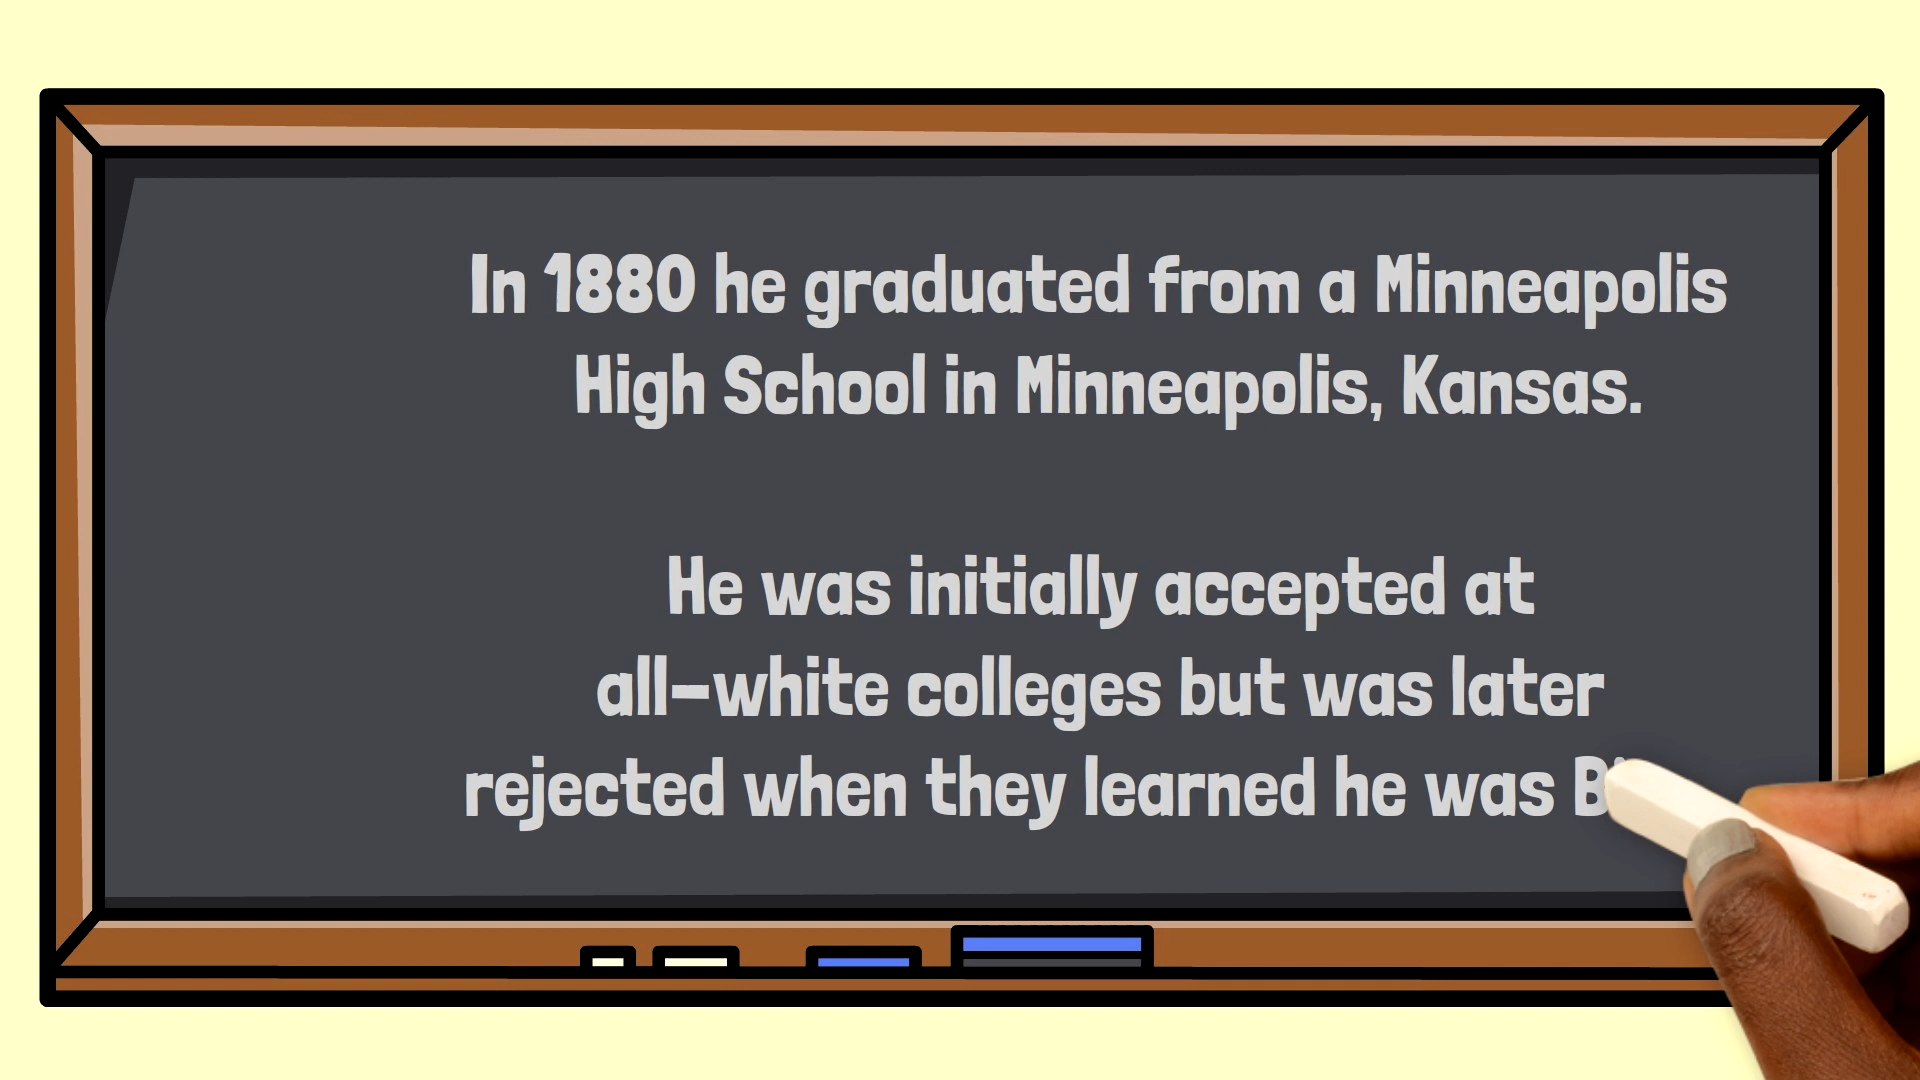 In 1880 he graduated from a Minneapolis
High School in Minneapolis, Kansas.
He was initially accepted at
all-white colleges but was later
rejected when they learned he was